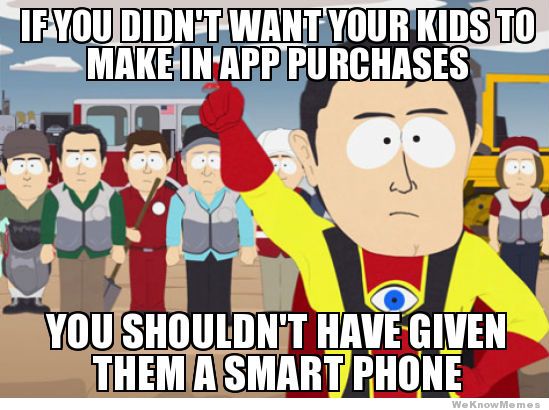 IF YOU DIDN'T WANT YOUR KIDS TO
MAKE IN APP PURCHASES
YOU SHOULDN'T HAVE GIVEN
THEM A SMART PHONE
WeKnowMemes